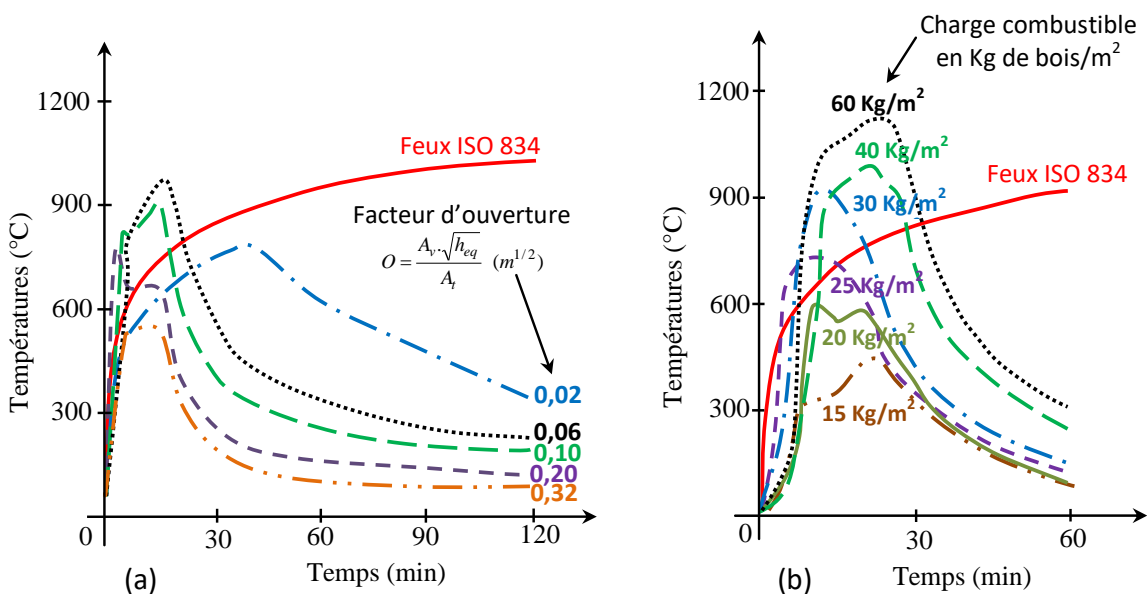 Températures (°C)
1200
900
600
300
0
30
60
90
120
Temps (min)
(a)
Feux ISO 834
Facteur d'ouverture
O = A_v.√h_eq / A_t (m^1/2)
0,02
0,06
0,10
0,20
0,32
Charge combustible
en Kg de bois/m²
Températures (°C)
1200
900
600
300
0
30
60
Temps (min)
(b)
60 Kg/m²
40 Kg/m²
Feux ISO 834
30 Kg/m²
25 Kg/m²
20 Kg/m²
15 Kg/m²